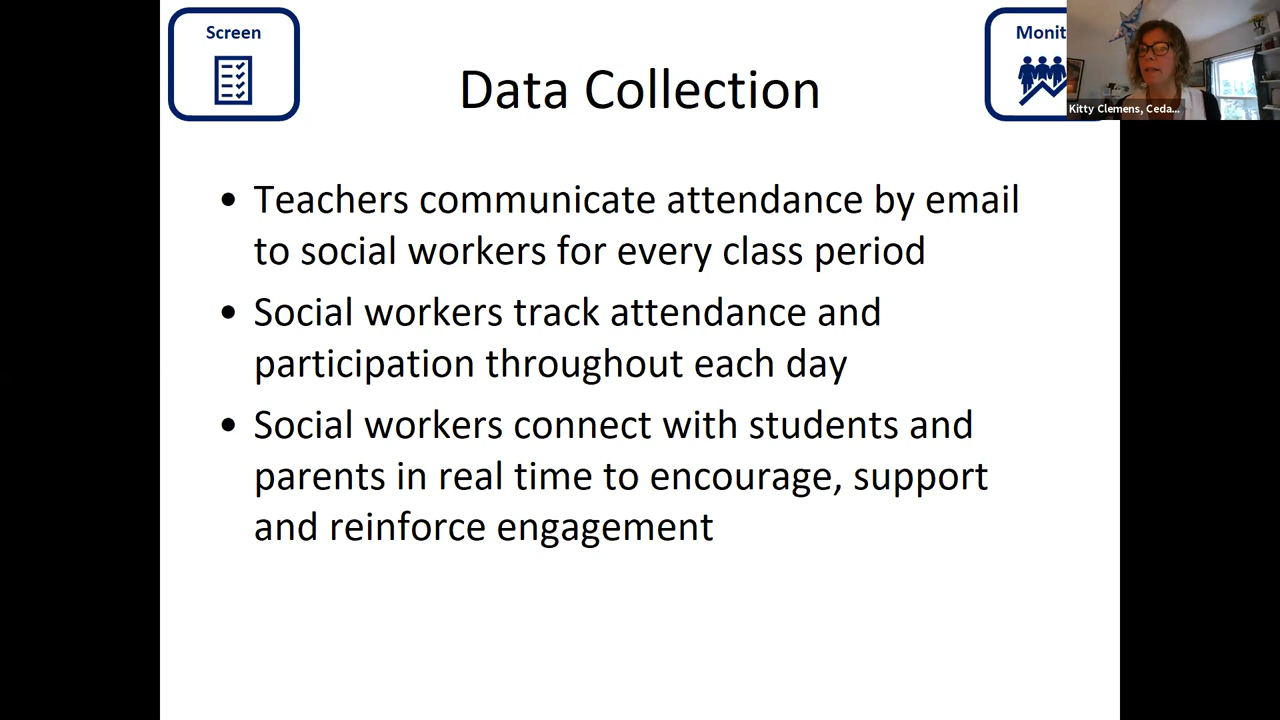 Screen
Data Collection
Monit
Kitty Clemens, Ceda...
• Teachers communicate attendance by email
to social workers for every class period
• Social workers track attendance and
participation throughout each day
• Social workers connect with students and
parents in real time to encourage, support
and reinforce engagement